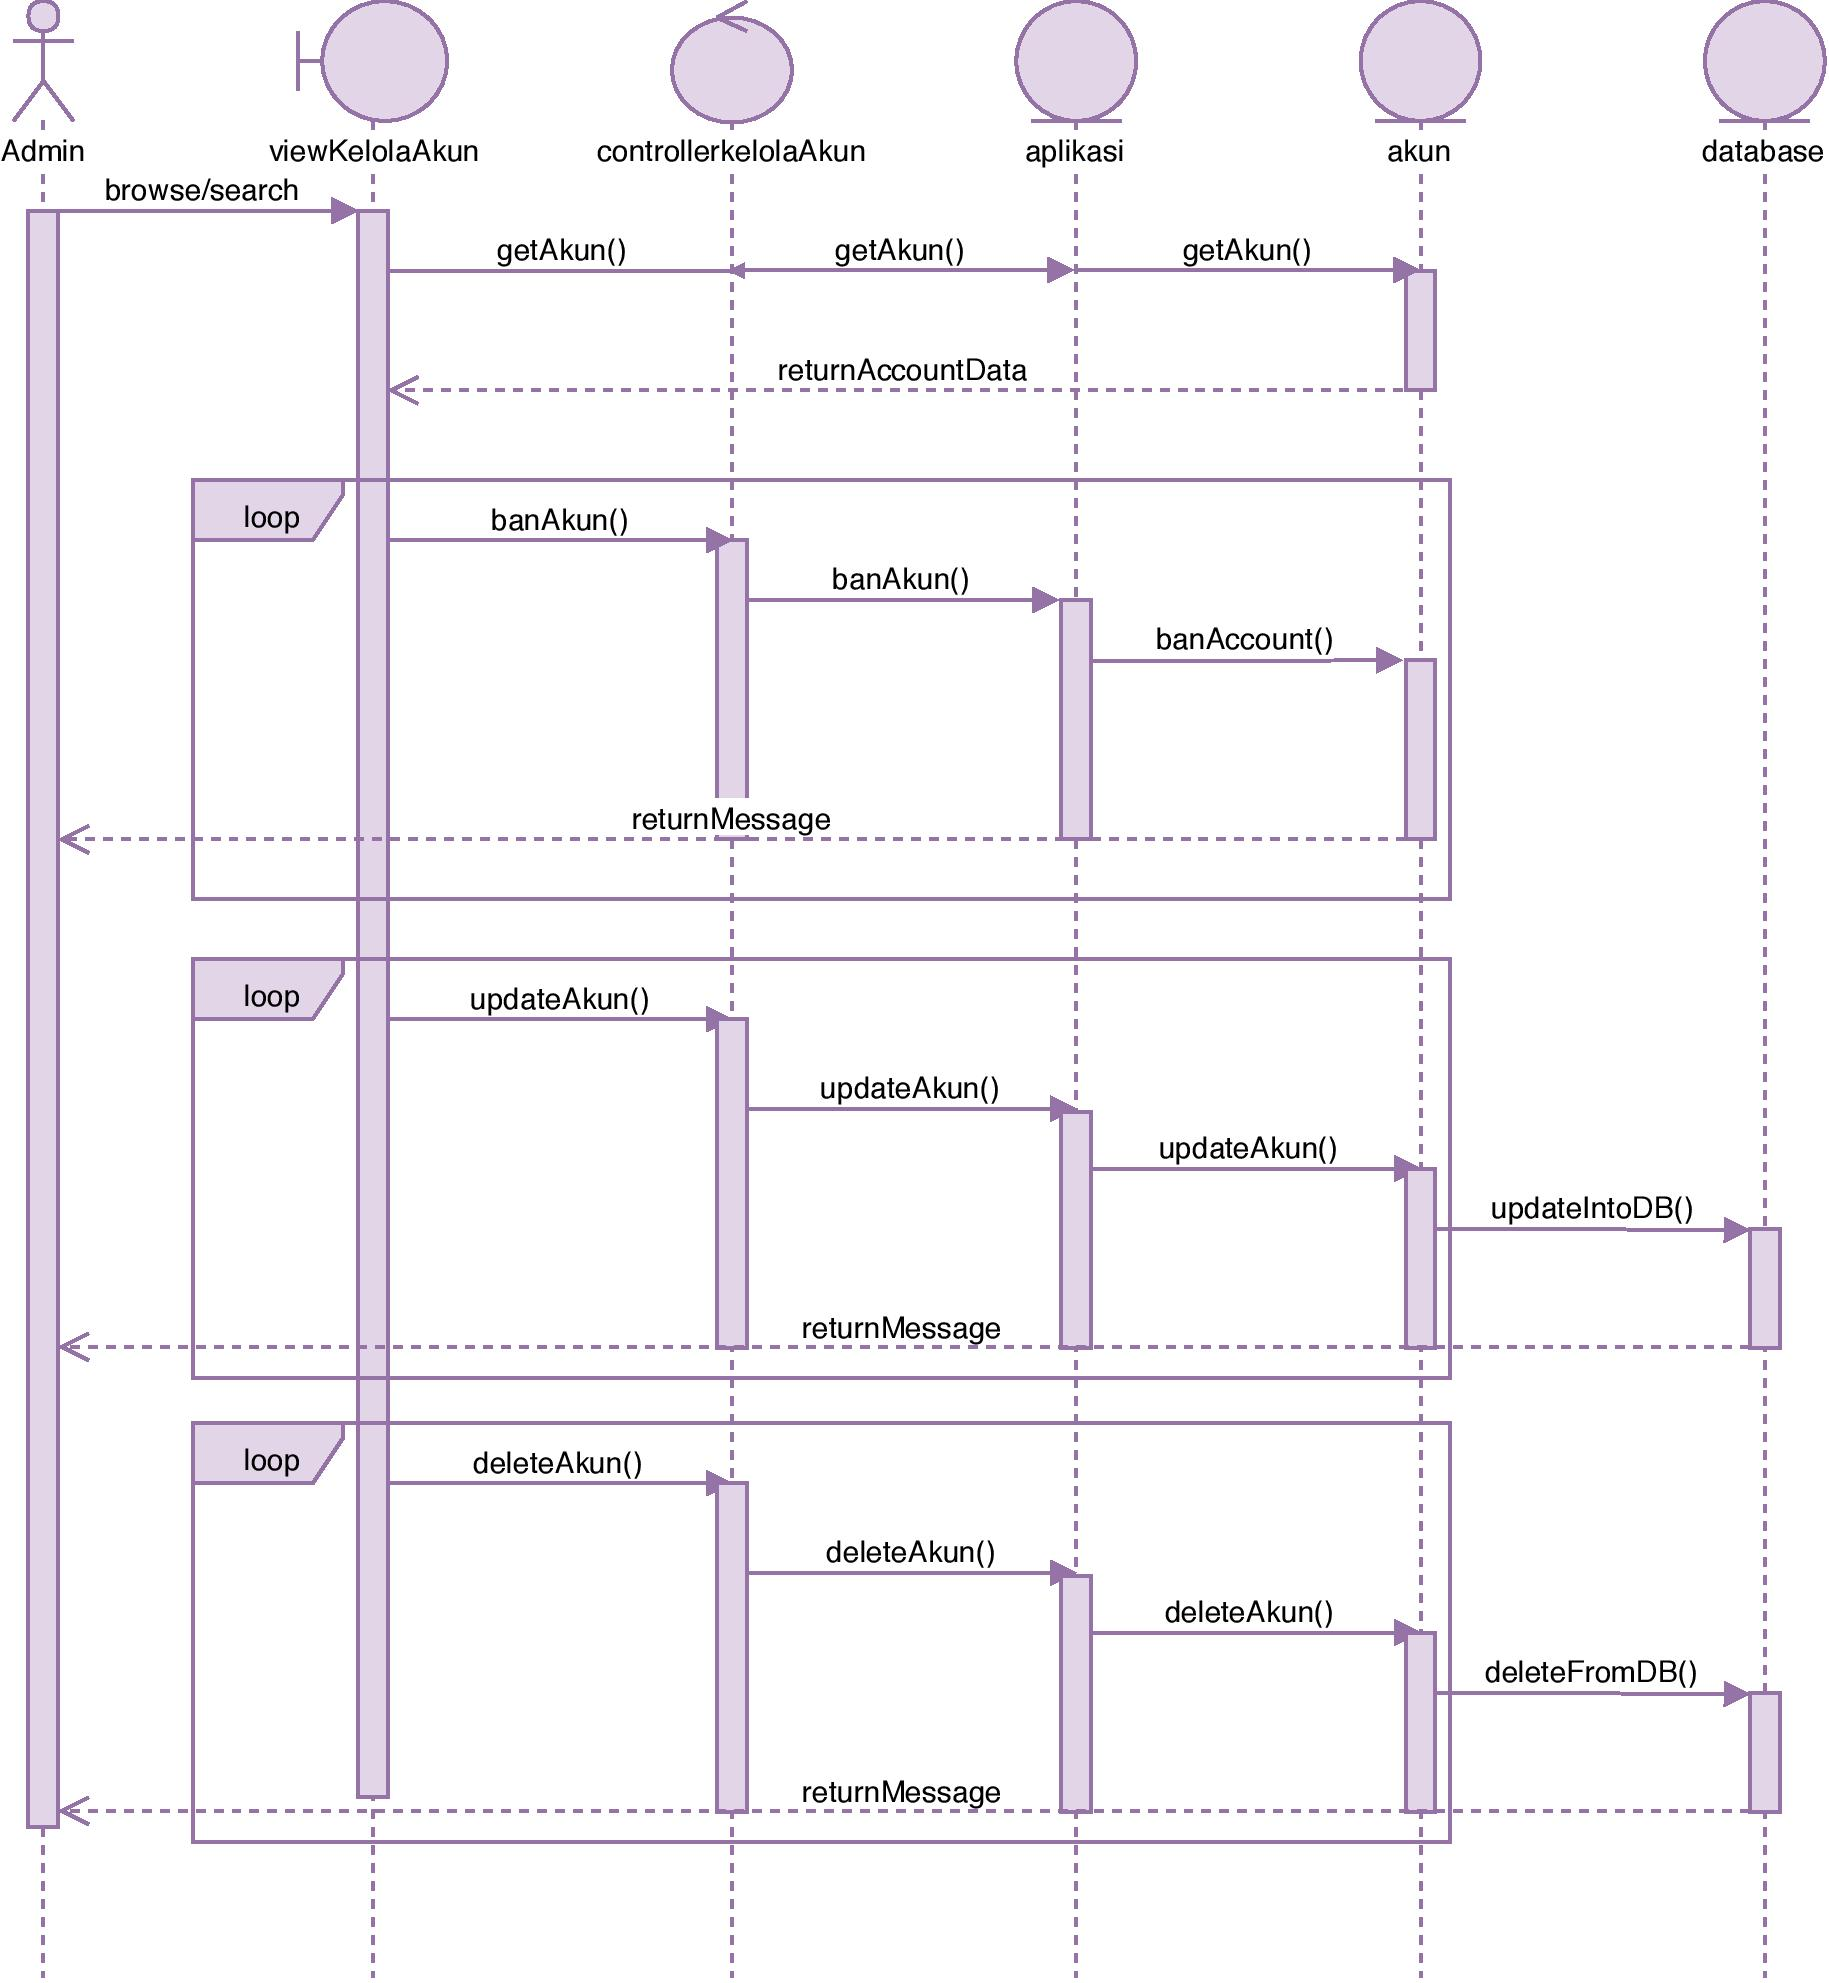 Admin
viewKelolaAkun
controllerkelolaAkun
aplikasi
akun
database
browse/search
getAkun()
getAkun()
getAkun()
returnAccountData
loop
banAkun()
banAkun()
banAccount()
returnMessage
loop
updateAkun()
updateAkun()
updateAkun()
updateIntoDB()
returnMessage
loop
deleteAkun()
deleteAkun()
deleteAkun()
deleteFromDB()
returnMessage